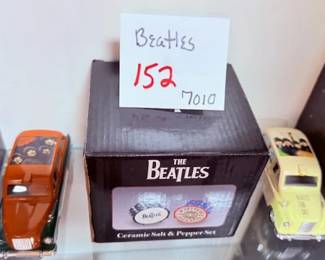 Beatles
152
7010
THE
BEATLES
Ceramic Salt & Pepper Set